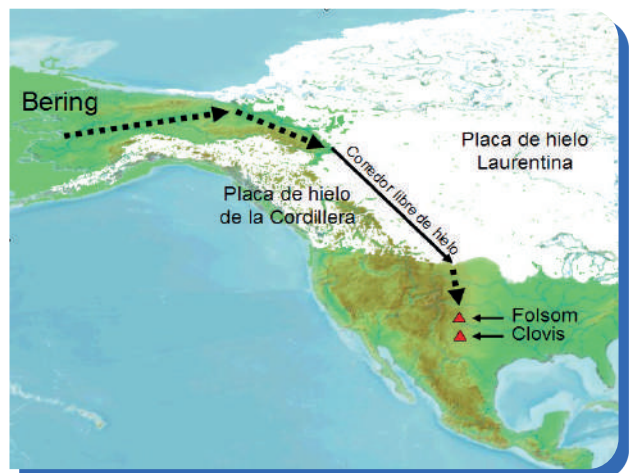 Bering
Placa de hielo
Laurentina
Corredor libre de hielo
Placa de hielo
de la Cordillera
Folsom
Clovis